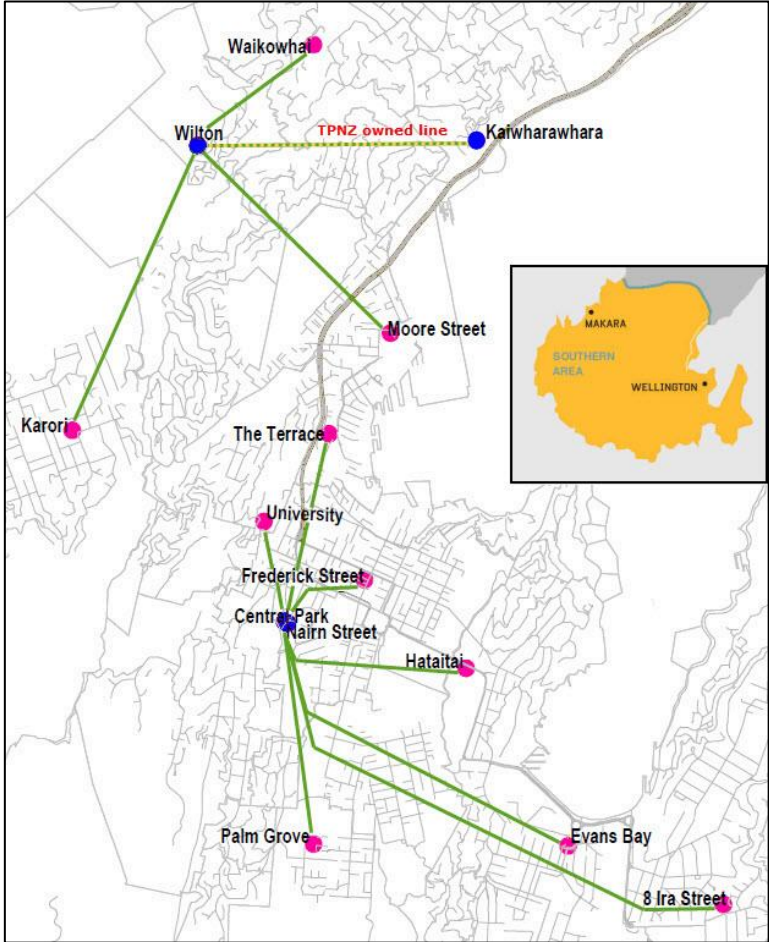 Waikowhai
Wilton
TPNZ owned line
Kaiwharawhara
Moore Street
MAKARA
SOUTHERN
AREA
WELLINGTON
Karori
The Terrace
University
Frederick Street
Central Park
Nairn Street
Hataitai
Palm Grove
Evans Bay
8 Ira Street